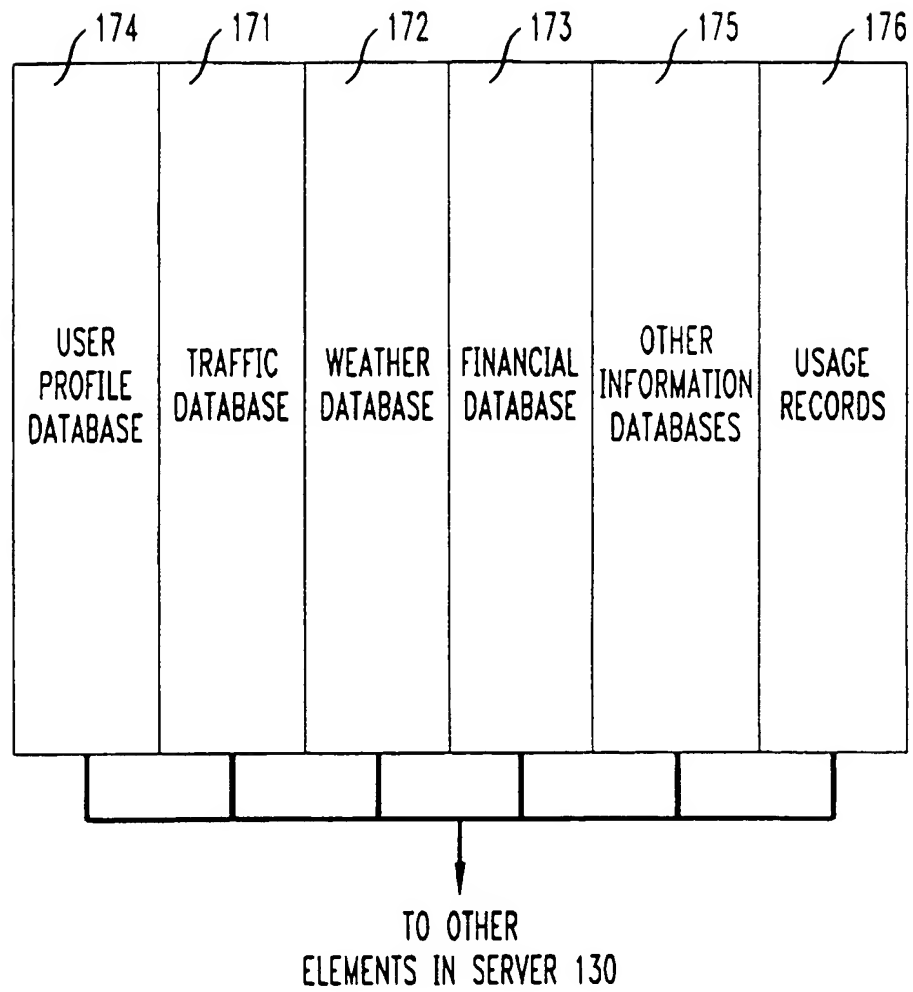 174
171
172
173
175
176
USER
PROFILE
DATABASE
TRAFFIC
DATABASE
WEATHER
DATABASE
FINANCIAL
DATABASE
OTHER
INFORMATION
DATABASES
USAGE
RECORDS
TO OTHER
ELEMENTS IN SERVER 130